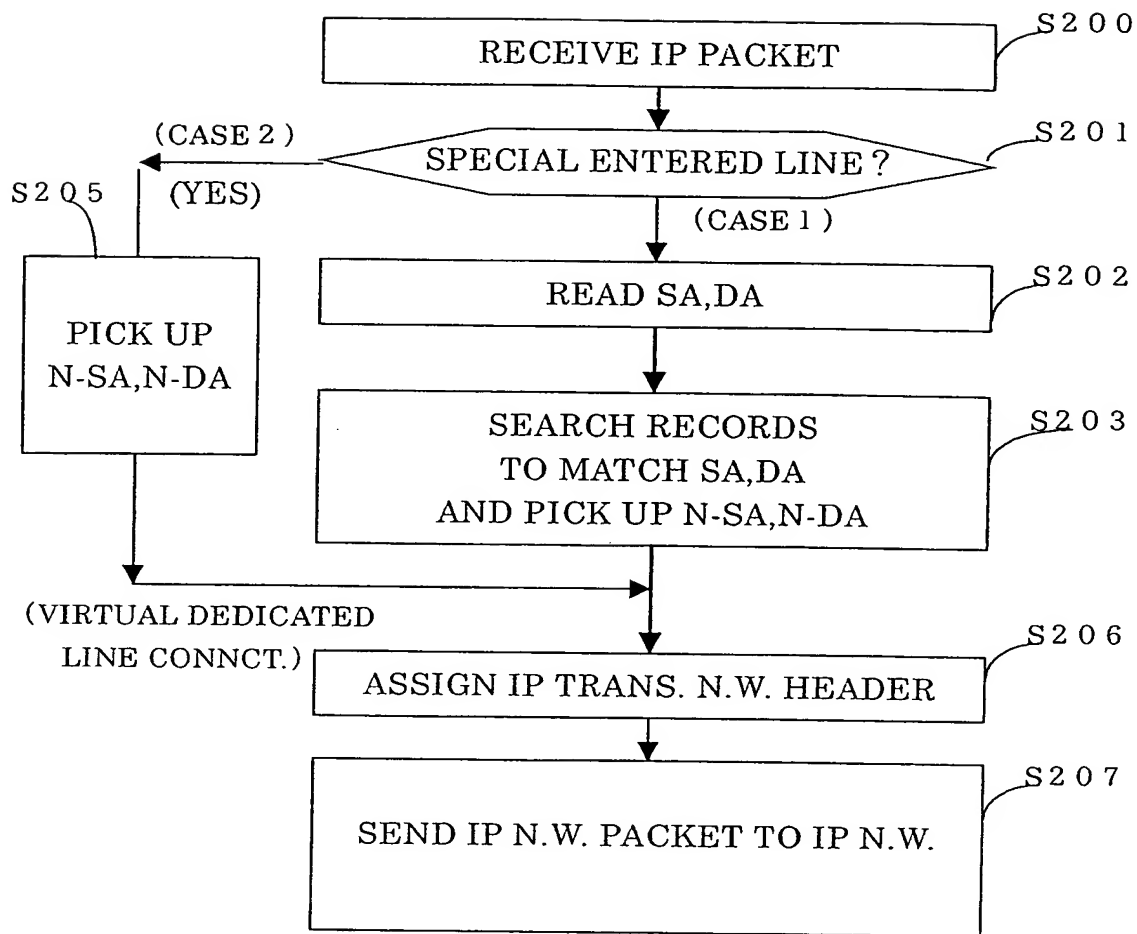 S200
RECEIVE IP PACKET
S201
(CASE 2)
SPECIAL ENTERED LINE?
S205
(YES)
(CASE 1)
S202
READ SA,DA
PICK UP
N-SA,N-DA
S203
SEARCH RECORDS
TO MATCH SA,DA
AND PICK UP N-SA,N-DA
(VIRTUAL DEDICATED
LINE CONNCT.)
S206
ASSIGN IP TRANS. N.W. HEADER
S207
SEND IP N.W. PACKET TO IP N.W.